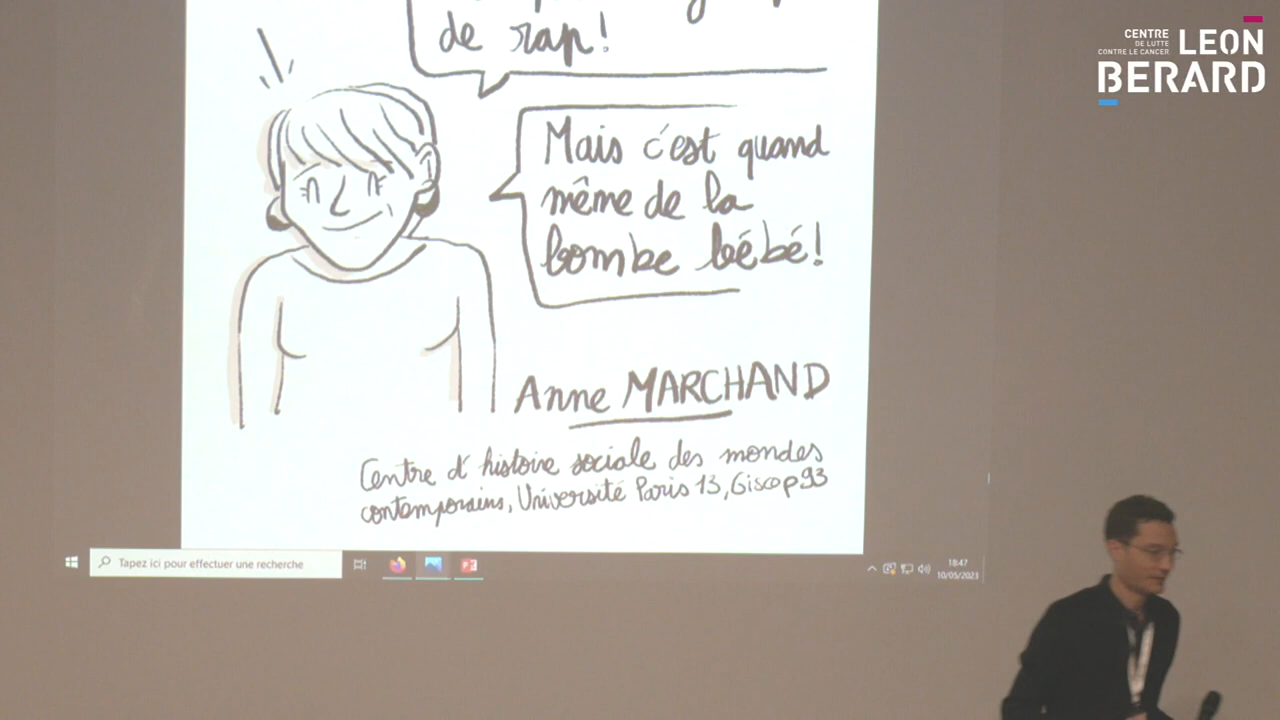 de rap!
Mais c'est quand
même de la
bombe bébé!
Anne MARCHAND
Centre d'histoire sociale des mondes
contemporains, Université Paris 13, Giscop93
Tapez ici pour effectuer une recherche
18:47
10/05/2023
CENTRE
DE LUTTE
CONTRE LE CANCER
LEON
BERARD